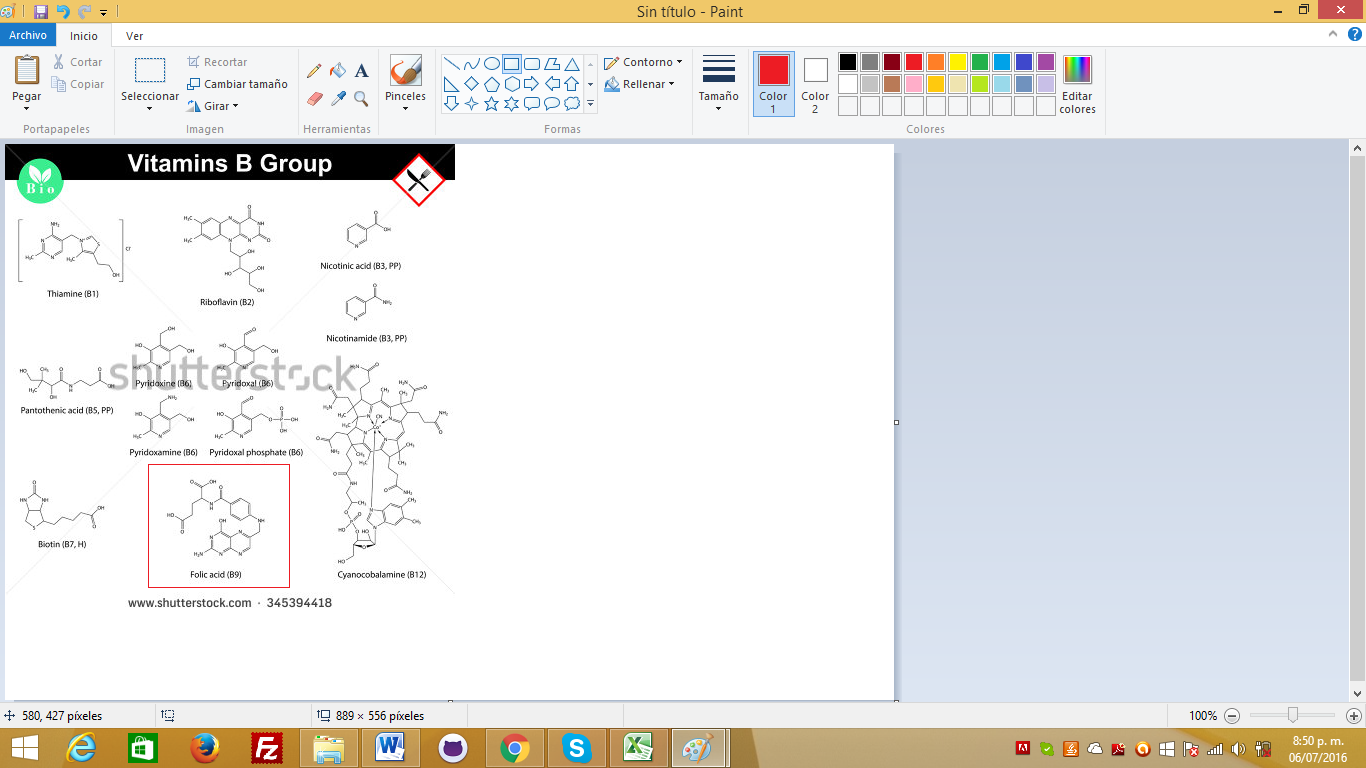 Sin título - Paint
Archivo Inicio Ver
Pegar
Cortar
Copiar
Portapapeles
Seleccionar
Recortar
Cambiar tamaño
Girar
Imagen
A
Herramientas
Pinceles
Contorno
Rellenar
Formas
Tamaño
Color 1
Color 2
Editar colores
Colores
Vitamins B Group
Bio
Thiamine (B1)
Riboflavin (B2)
Nicotinic acid (B3, PP)
Nicotinamide (B3, PP)
shutterstock
Pyridoxine (B6)
Pyridoxal (B6)
Pantothenic acid (B5, PP)
Pyridoxamine (B6)
Pyridoxal phosphate (B6)
Biotin (B7, H)
Folic acid (B9)
Cyanocobalamine (B12)
www.shutterstock.com · 345394418
580, 427 píxeles
889 × 556 píxeles
100%
8:50 p. m.
06/07/2016